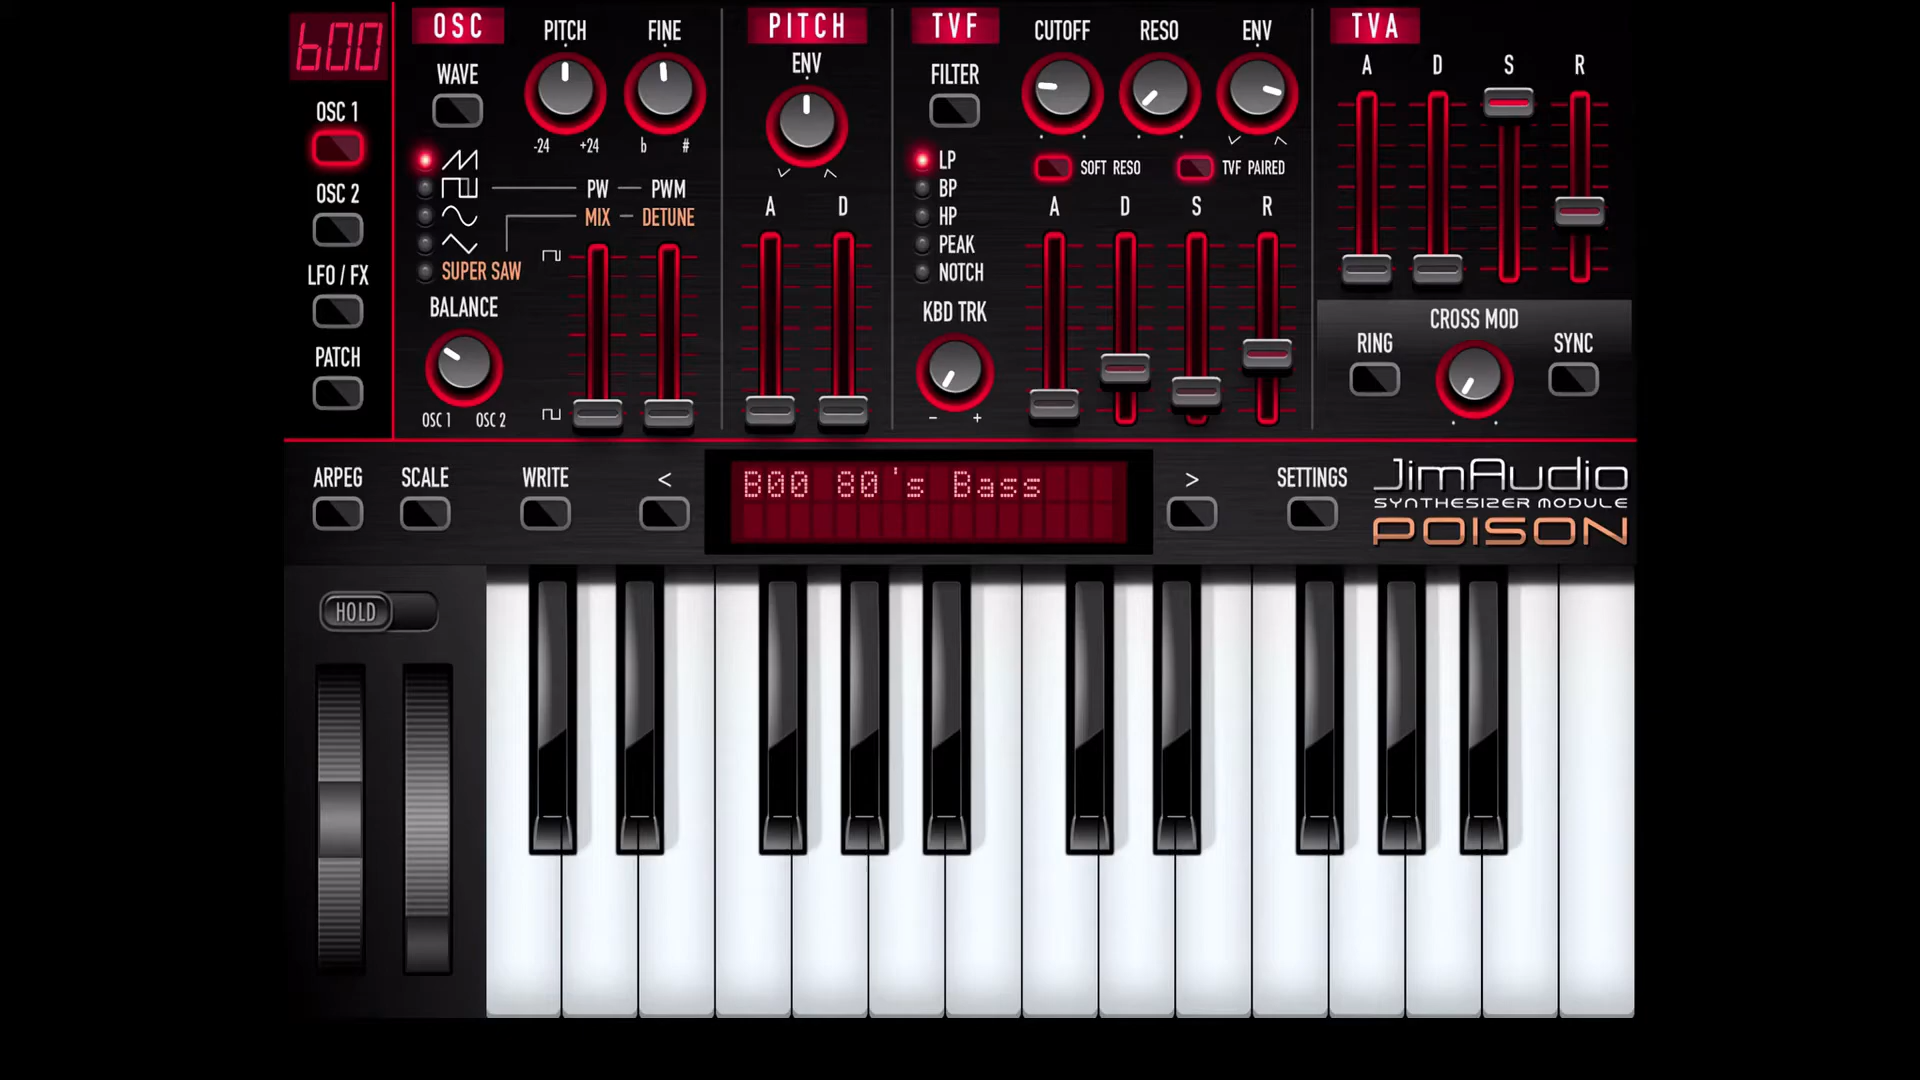 b00
OSC PITCH FINE
PITCH
TVF CUTOFF RESO ENV
TVA
WAVE
ENV
FILTER
A D S R
OSC 1
-24 +24 b #
LP SOFT RESO TVF PAIRED
PW PWM
BP
OSC 2
MIX DETUNE
A D
HP
A D S R
PEAK
LFO / FX
SUPER SAW
NOTCH
BALANCE
KBD TRK
CROSS MOD
PATCH
RING SYNC
OSC 1 OSC 2
- +
ARPEG SCALE WRITE <
B00 80's Bass
> SETTINGS
JimAudio
SYNTHESIZER MODULE
POISON
HOLD